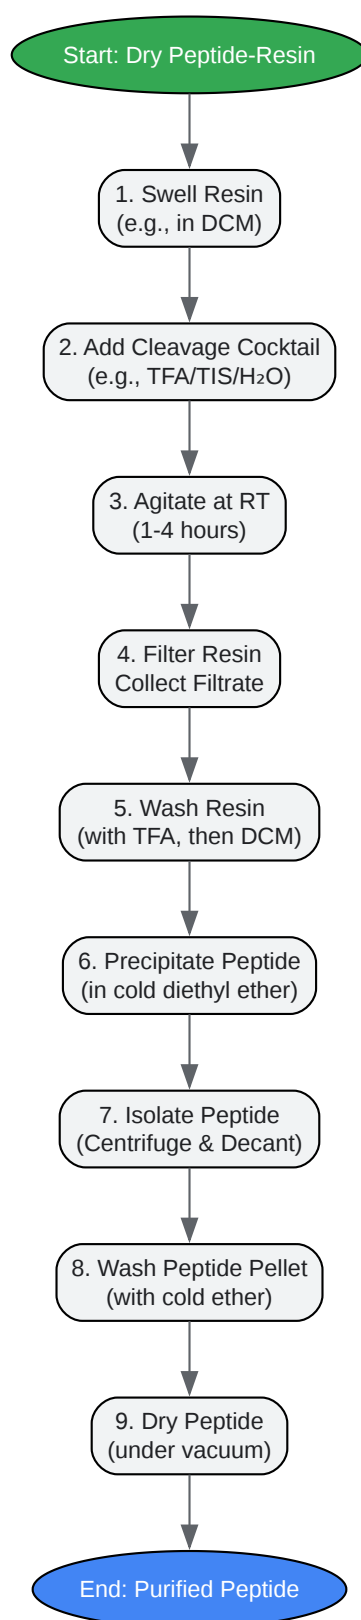 Start: Dry Peptide-Resin
1. Swell Resin
(e.g., in DCM)
2. Add Cleavage Cocktail
(e.g., TFA/TIS/H₂O)
3. Agitate at RT
(1-4 hours)
4. Filter Resin
Collect Filtrate
5. Wash Resin
(with TFA, then DCM)
6. Precipitate Peptide
(in cold diethyl ether)
7. Isolate Peptide
(Centrifuge & Decant)
8. Wash Peptide Pellet
(with cold ether)
9. Dry Peptide
(under vacuum)
End: Purified Peptide